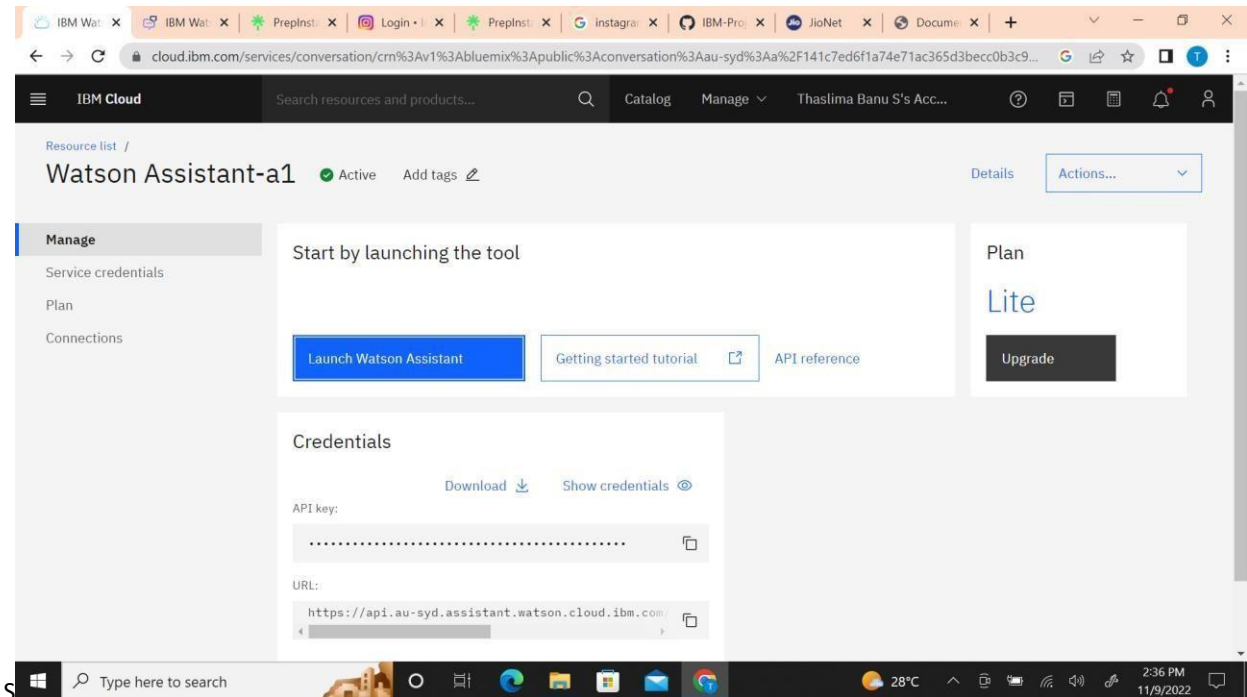 IBM Wat
IBM Wat
PrepInst
Login •
PrepInst
instagram
IBM-Proj
JioNet
Docume
cloud.ibm.com/services/conversation/crn%3Av1%3Abluemix%3Apublic%3Aconversation%3Aau-syd%3Aa%2F141c7ed6f1a74e71ac365d3becc0b3c9...
IBM Cloud
Search resources and products...
Catalog
Manage
Thaslima Banu S's Acc...
Resource list /
Watson Assistant-a1
Active
Add tags
Details
Actions...
Manage
Service credentials
Plan
Connections
Start by launching the tool
Launch Watson Assistant
Getting started tutorial
API reference
Plan
Lite
Upgrade
Credentials
Download
Show credentials
API key:
URL:
https://api.au-syd.assistant.watson.cloud.ibm.com/
S
Type here to search
28°C
2:36 PM
11/9/2022